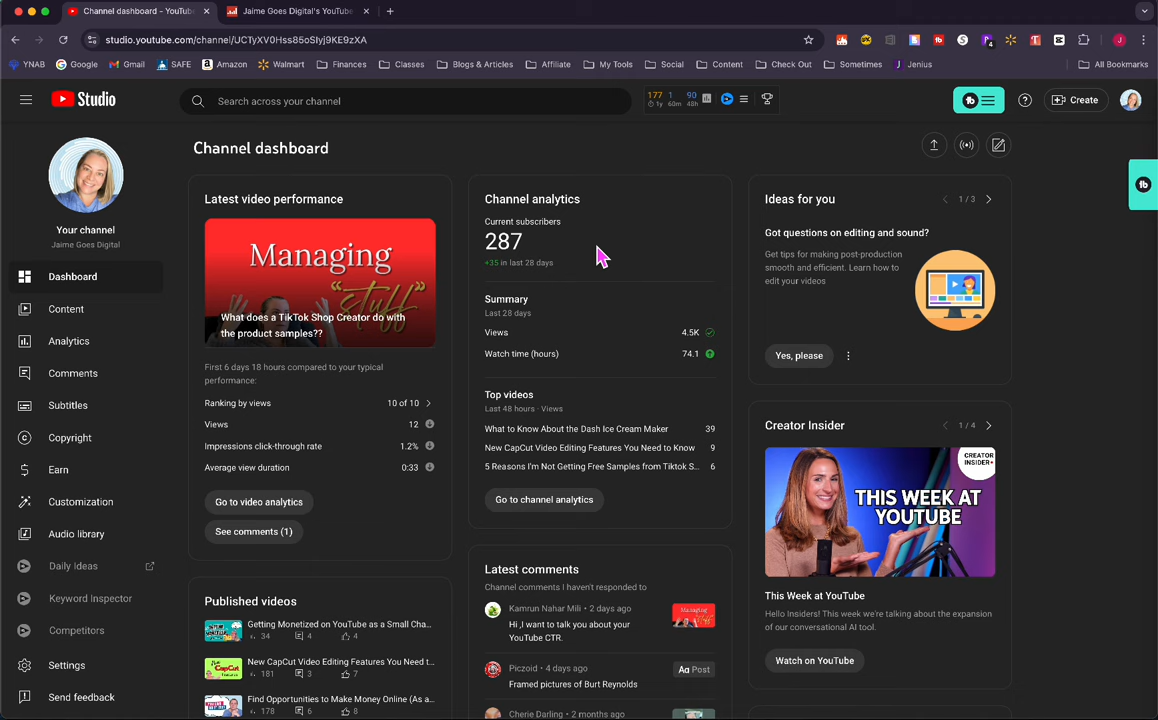 Channel dashboard - YouTub
Jaime Goes Digital's YouTub
studio.youtube.com/channel/UCTyXV0Hss85oSlyj9KE9zXA
YNAB
Google
Gmail
SAFE
Amazon
Walmart
Finances
Classes
Blogs & Articles
Affiliate
My Tools
Social
Content
Check Out
Sometimes
Jenius
All Bookmarks
Studio
Search across your channel
177 1 90
1y 60m 48h
Create
Your channel
Jaime Goes Digital
Dashboard
Content
Analytics
Comments
Subtitles
Copyright
Earn
Customization
Audio library
Daily Ideas
Keyword Inspector
Competitors
Settings
Send feedback
Channel dashboard
Latest video performance
Managing
"stuff"
What does a TikTok Shop Creator do with
the product samples??
First 6 days 18 hours compared to your typical
performance:
Ranking by views 10 of 10
Views 12
Impressions click-through rate 1.2%
Average view duration 0:33
Go to video analytics
See comments (1)
Published videos
Getting Monetized on YouTube as a Small Cha...
34 4 4
New CapCut Video Editing Features You Need t...
181 3 7
Find Opportunities to Make Money Online (As a...
178 6 8
Channel analytics
Current subscribers
287
+35 in last 28 days
Summary
Last 28 days
Views 4.5K
Watch time (hours) 74.1
Top videos
Last 48 hours · Views
What to Know About the Dash Ice Cream Maker 39
New CapCut Video Editing Features You Need to Know 9
5 Reasons I'm Not Getting Free Samples from Tiktok S... 6
Go to channel analytics
Latest comments
Channel comments I haven't responded to
Kamrun Nahar Mili • 2 days ago
Hi ,I want to talk you about your
YouTube CTR.
Piczoid • 4 days ago
Framed pictures of Burt Reynolds
Aa Post
Cherie Darling • 2 months ago
Ideas for you
1 / 3
Got questions on editing and sound?
Get tips for making post-production
smooth and efficient. Learn how to
edit your videos
Yes, please
Creator Insider
1 / 4
CREATOR
INSIDER+
THIS WEEK AT
YOUTUBE
This Week at YouTube
Hello Insiders! This week we're talking about the expansion
of our conversational AI tool.
Watch on YouTube